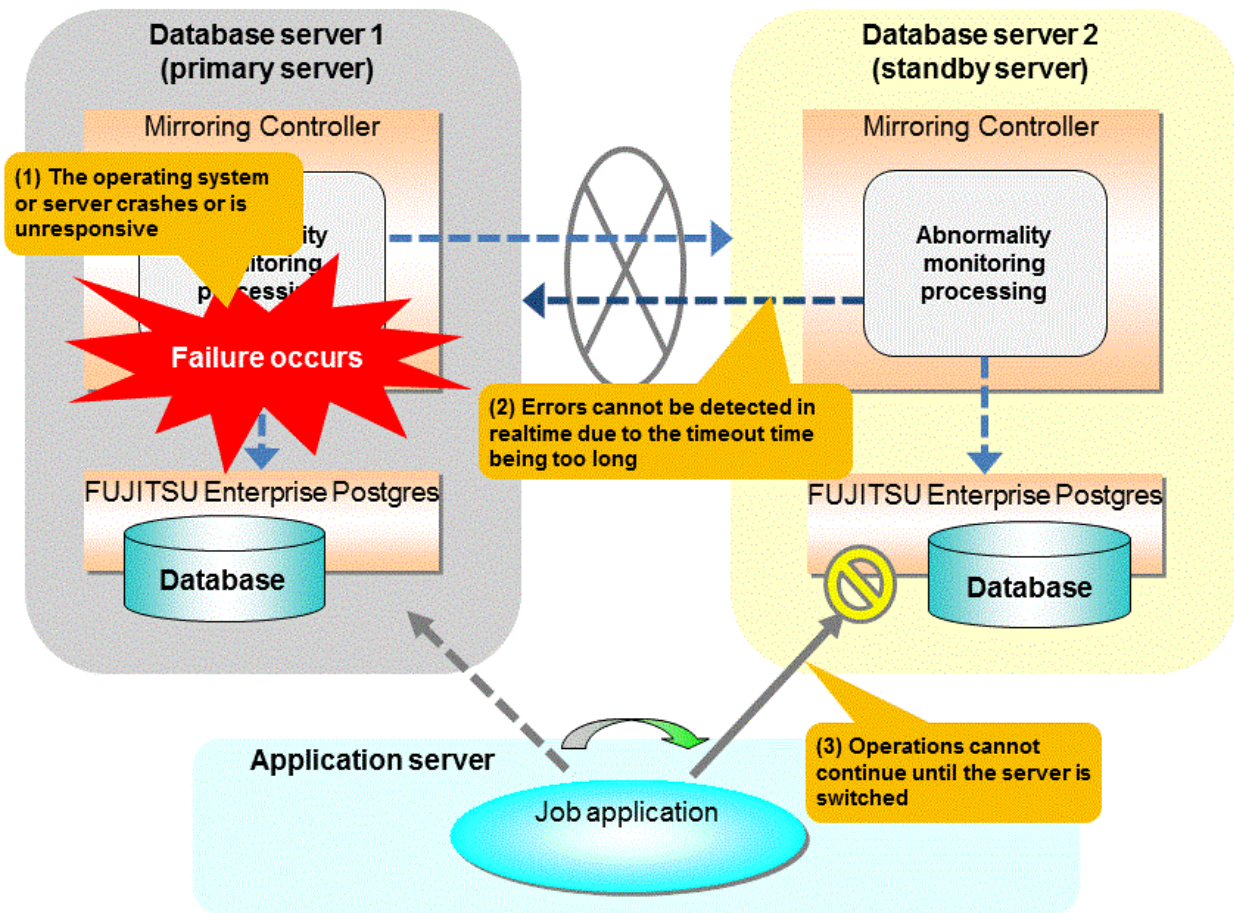 Database server 1
(primary server)
Mirroring Controller
(1) The operating system
or server crashes or is
unresponsive
Failure occurs
FUJITSU Enterprise Postgres
Database
(2) Errors cannot be detected in
realtime due to the timeout time
being too long
Database server 2
(standby server)
Mirroring Controller
Abnormality
monitoring
processing
FUJITSU Enterprise Postgres
Database
(3) Operations cannot
continue until the server is
switched
Application server
Job application